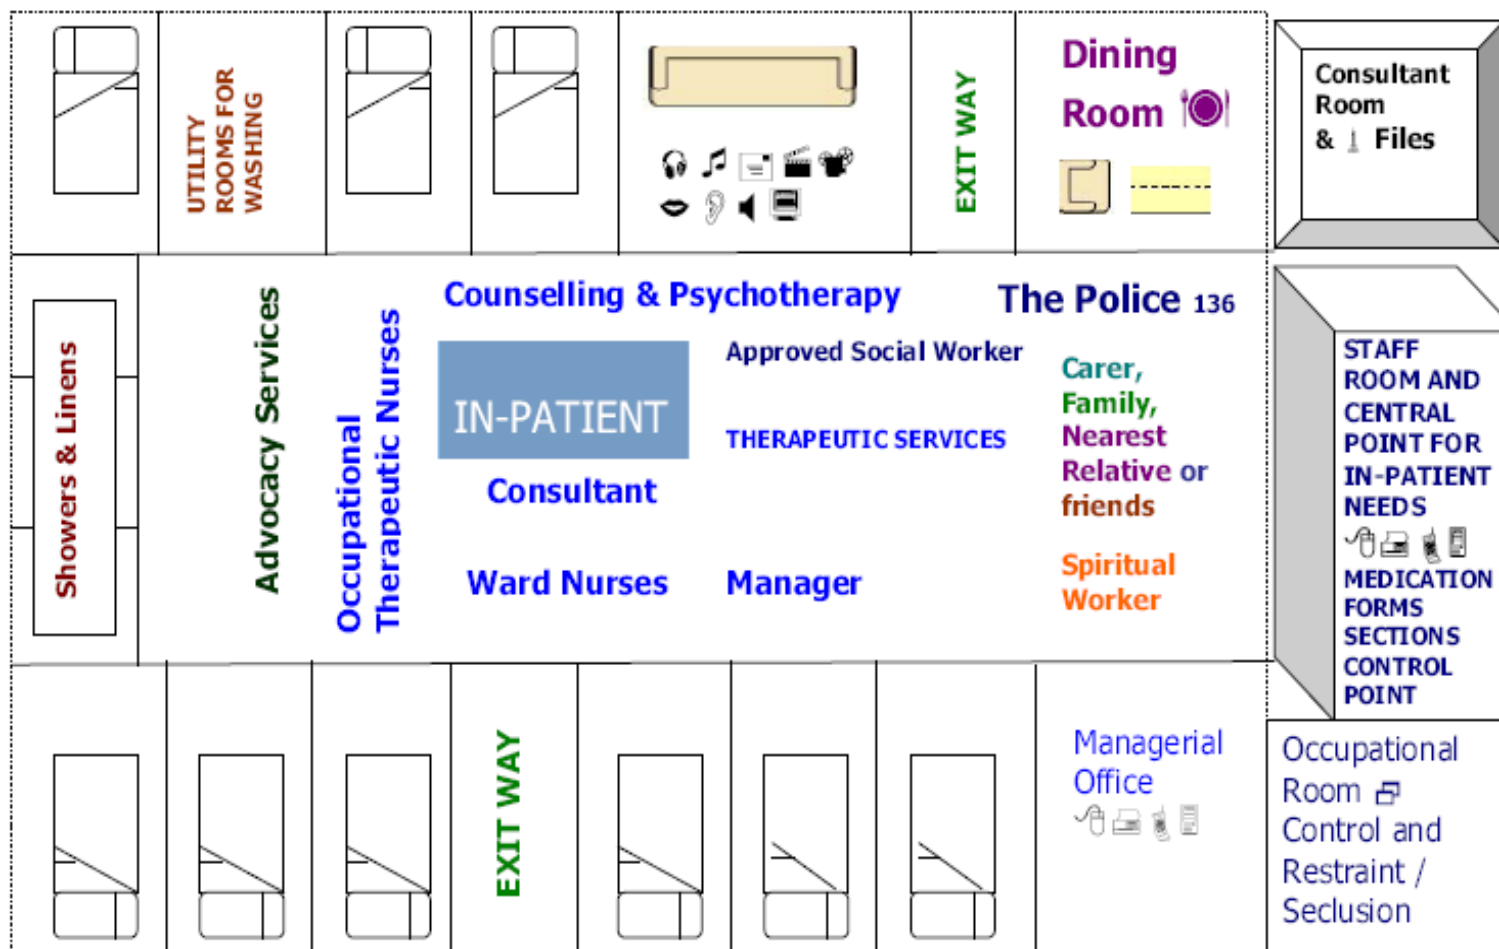 UTILITY
ROOMS FOR
WASHING
EXIT WAY
Dining
Room
Consultant
Room
& Files
Showers & Linens
Advocacy Services
Occupational
Therapeutic Nurses
Counselling & Psychotherapy
IN-PATIENT
Consultant
Ward Nurses
The Police 136
Approved Social Worker
THERAPEUTIC SERVICES
Manager
Carer,
Family,
Nearest
Relative or
friends
Spiritual
Worker
STAFF
ROOM AND
CENTRAL
POINT FOR
IN-PATIENT
NEEDS
MEDICATION
FORMS
SECTIONS
CONTROL
POINT
EXIT WAY
Managerial
Office
Occupational
Room
Control and
Restraint /
Seclusion